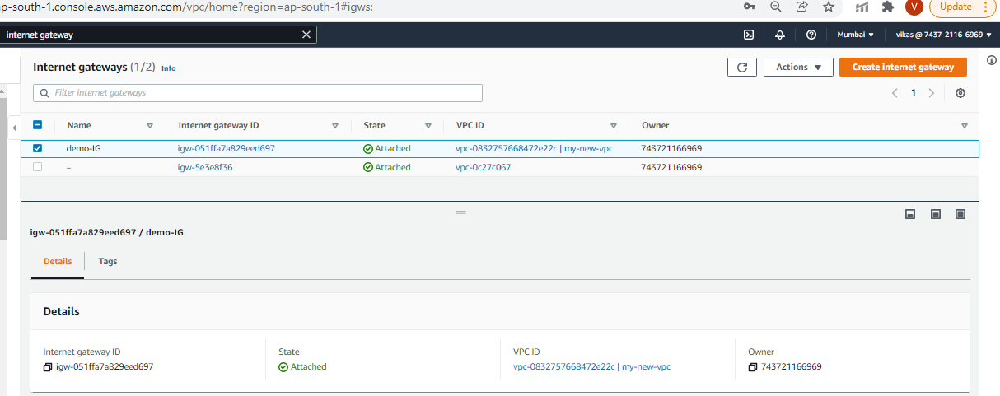 ap-south-1.console.aws.amazon.com/vpc/home?region=ap-south-1#igws:
V
Update
internet gateway
Mumbai
vikas @ 7437-2116-6969
Internet gateways (1/2) Info
Actions
Create internet gateway
Filter internet gateways
1
Name Internet gateway ID State VPC ID Owner
demo-IG igw-051ffa7a829eed697 Attached vpc-0832757668472e22c | my-new-vpc 743721166969
– igw-5e3e8f36 Attached vpc-0c27c067 743721166969
igw-051ffa7a829eed697 / demo-IG
Details Tags
Details
Internet gateway ID State VPC ID Owner
igw-051ffa7a829eed697 Attached vpc-0832757668472e22c | my-new-vpc 743721166969